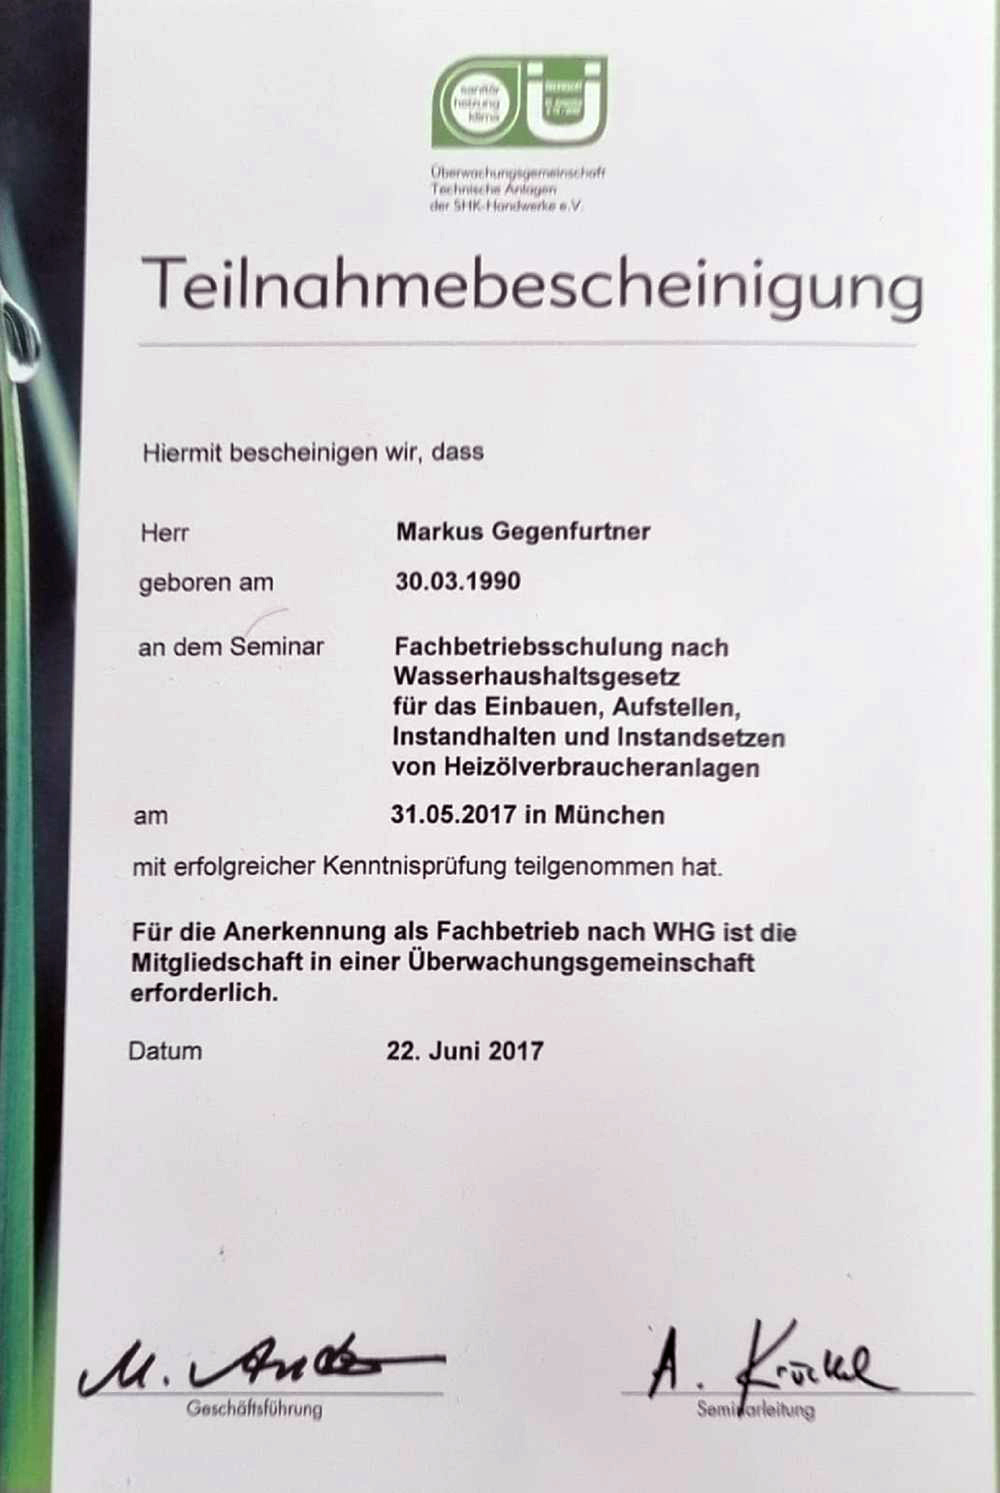 sanitär
heizung
klima
Überwachungsgemeinschaft
Technische Anlagen
der SHK-Handwerke e.V.
Teilnahmebescheinigung
Hiermit bescheinigen wir, dass
Herr Markus Gegenfurtner
geboren am 30.03.1990
an dem Seminar Fachbetriebsschulung nach
Wasserhaushaltsgesetz
für das Einbauen, Aufstellen,
Instandhalten und Instandsetzen
von Heizölverbraucheranlagen
am 31.05.2017 in München
mit erfolgreicher Kenntnisprüfung teilgenommen hat.
Für die Anerkennung als Fachbetrieb nach WHG ist die
Mitgliedschaft in einer Überwachungsgemeinschaft
erforderlich.
Datum 22. Juni 2017
Geschäftsführung
Seminarleitung